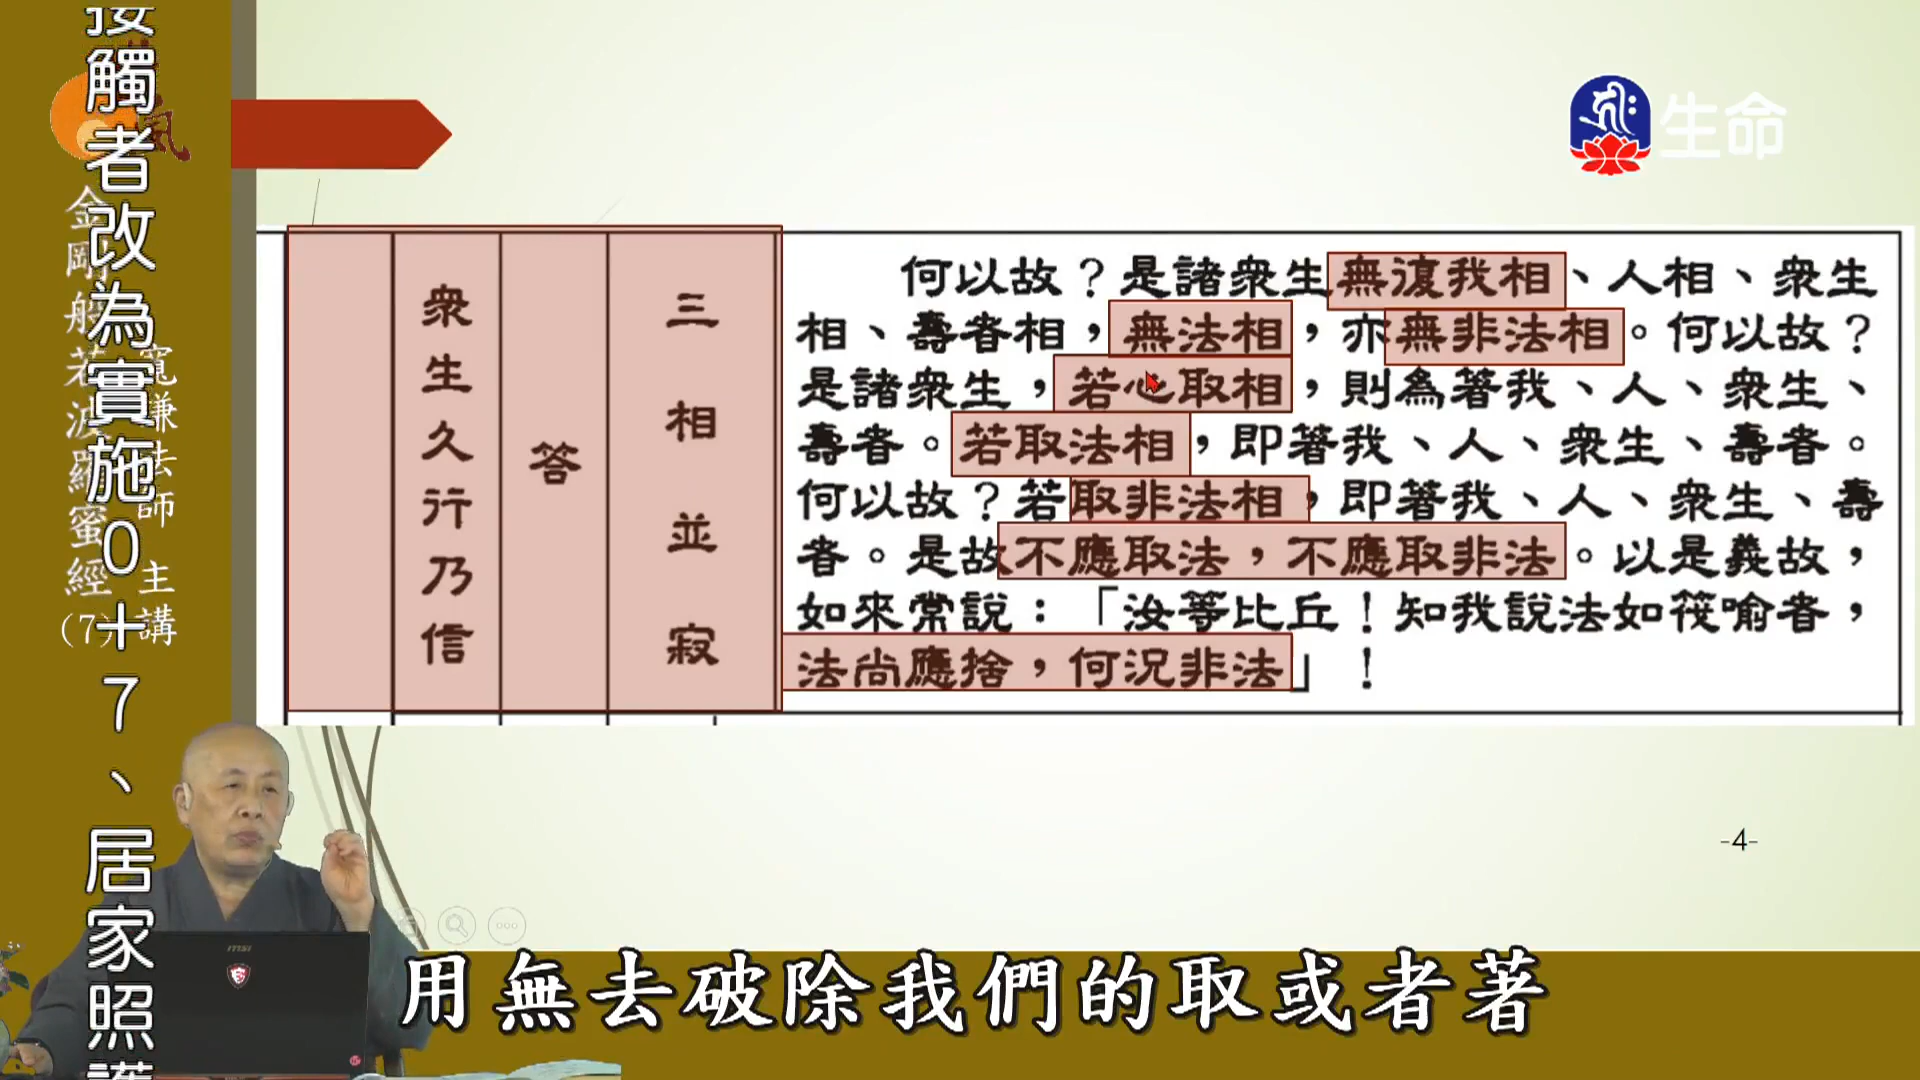 接觸者改為實施0+7、居家照護
金剛般若波羅蜜經(7)
寬謙法師 主講
生命
眾生久行乃信
答
三相並寂
何以故？是諸眾生無復我相、人相、眾生
相、壽者相，無法相，亦無非法相。何以故？
是諸眾生，若心取相，則為著我、人、眾生、
壽者。若取法相，即著我、人、眾生、壽者。
何以故？若取非法相，即著我、人、眾生、壽
者。是故不應取法，不應取非法。以是義故，
如來常說：「汝等比丘！知我說法如筏喻者，
法尚應捨，何況非法」！
-4-
msi
用無去破除我們的取或者著